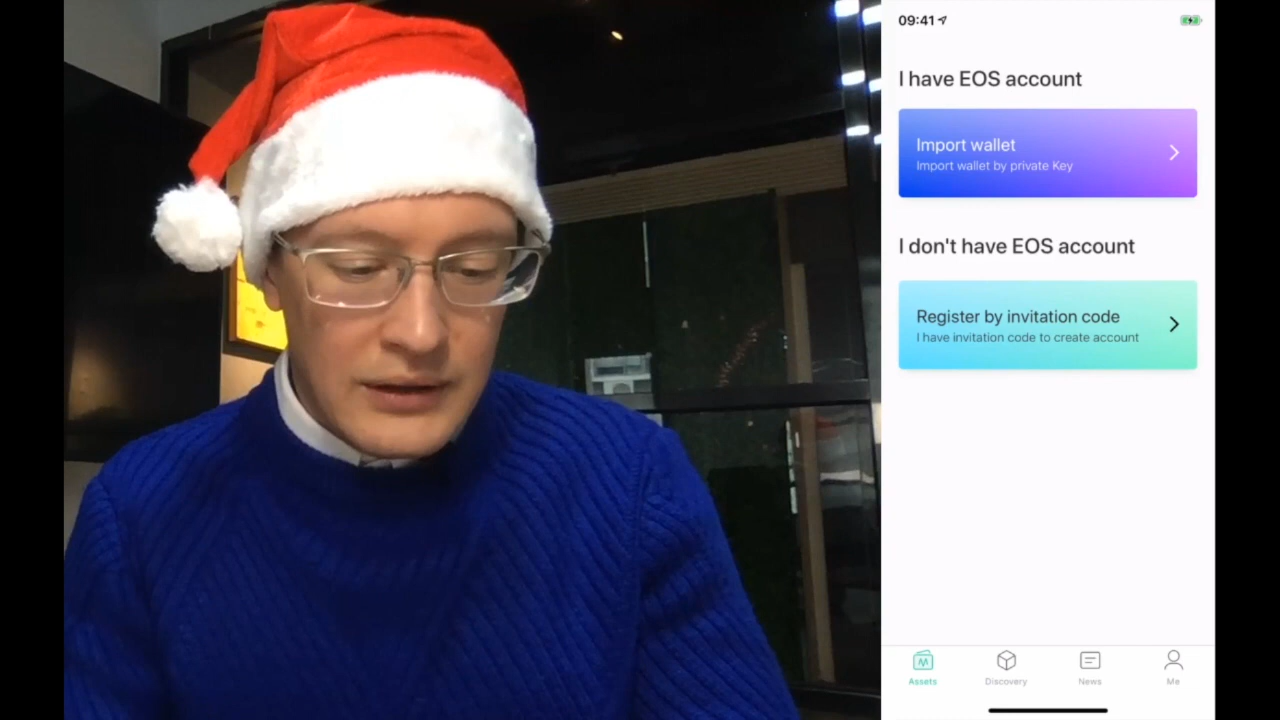 09:41
I have EOS account
Import wallet
Import wallet by private Key
I don't have EOS account
Register by invitation code
I have invitation code to create account
Assets
Discovery
News
Me